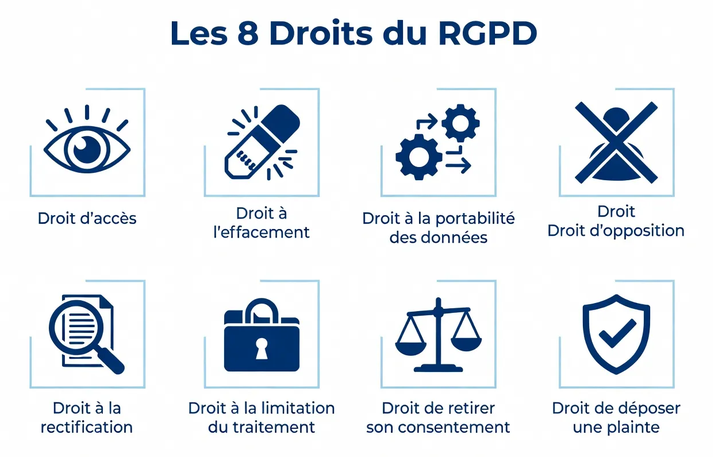 Les 8 Droits du RGPD
Droit d’accès
Droit à
l’effacement
Droit à la portabilité
des données
Droit
Droit d’opposition
Droit à la
rectification
Droit à la limitation
du traitement
Droit de retirer
son consentement
Droit de déposer
une plainte